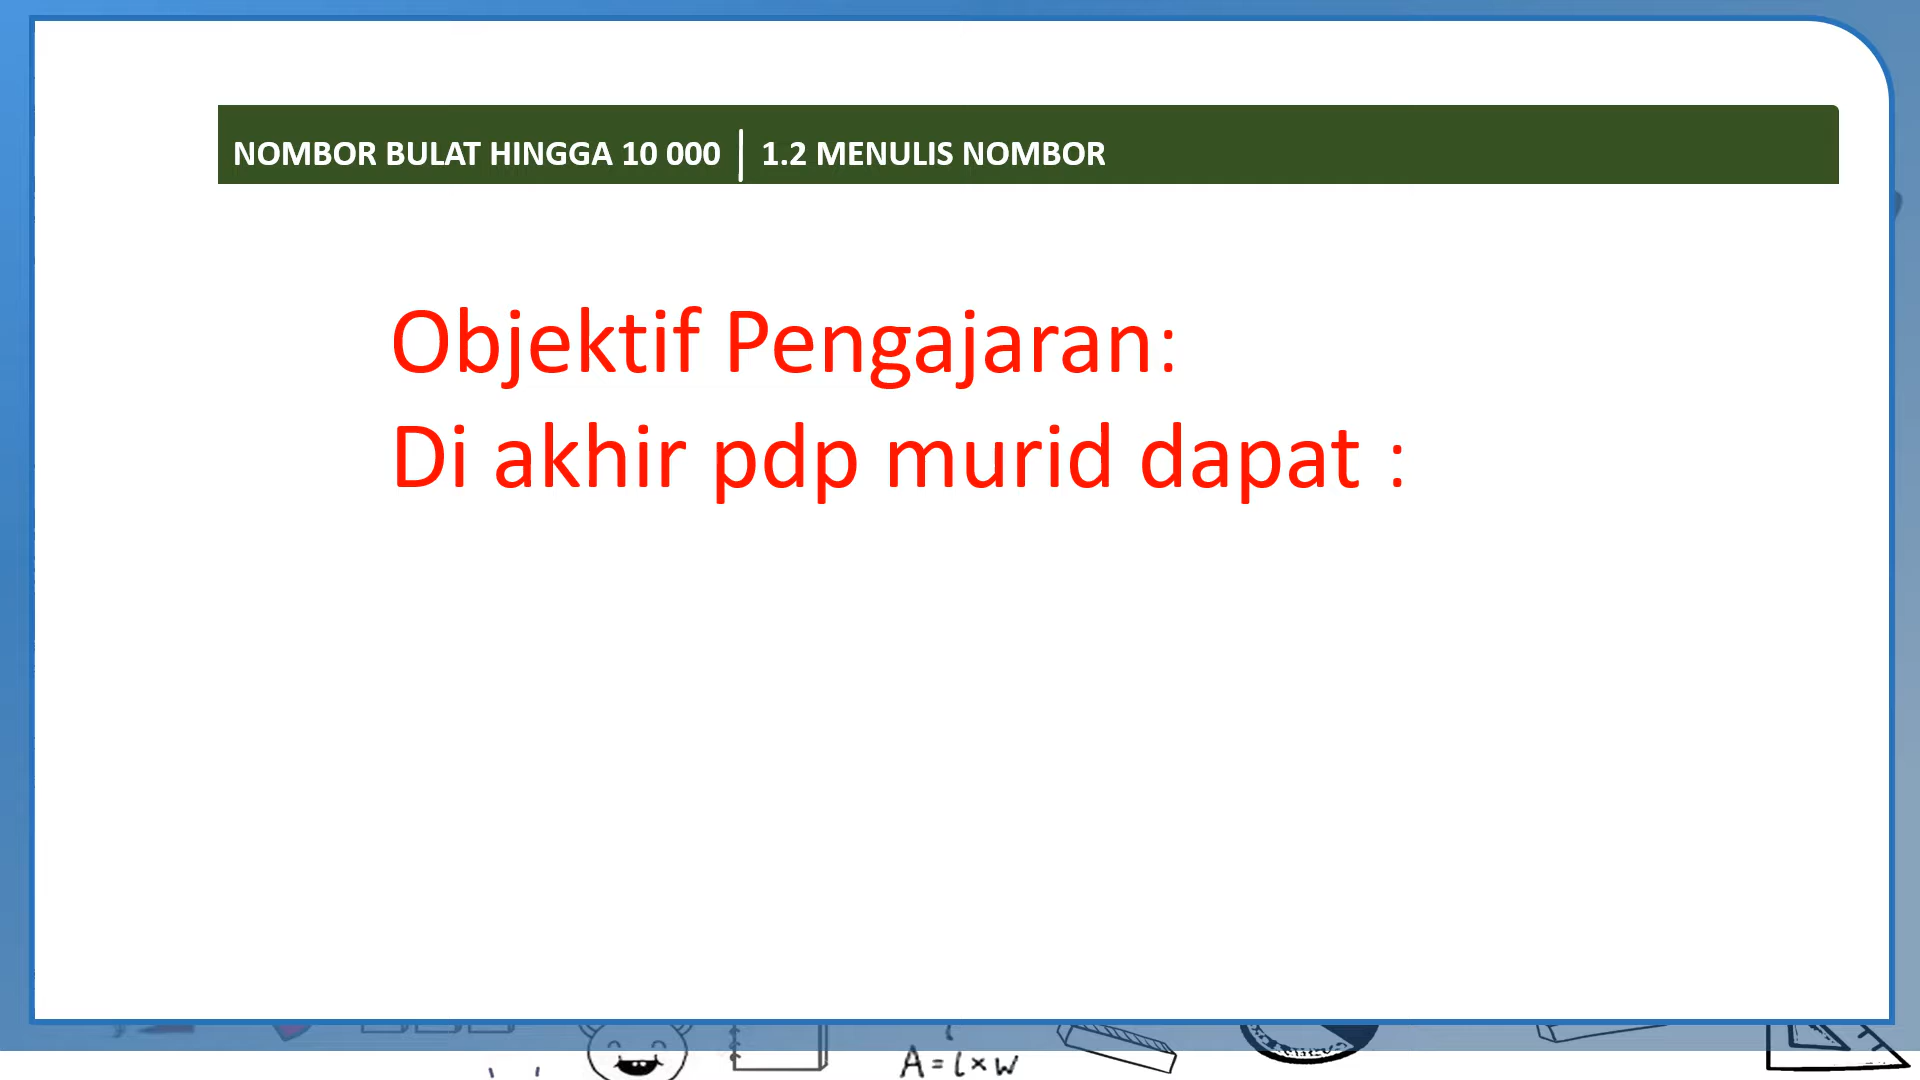 NOMBOR BULAT HINGGA 10 000 | 1.2 MENULIS NOMBOR
Objektif Pengajaran:
Di akhir pdp murid dapat :
A=l×w